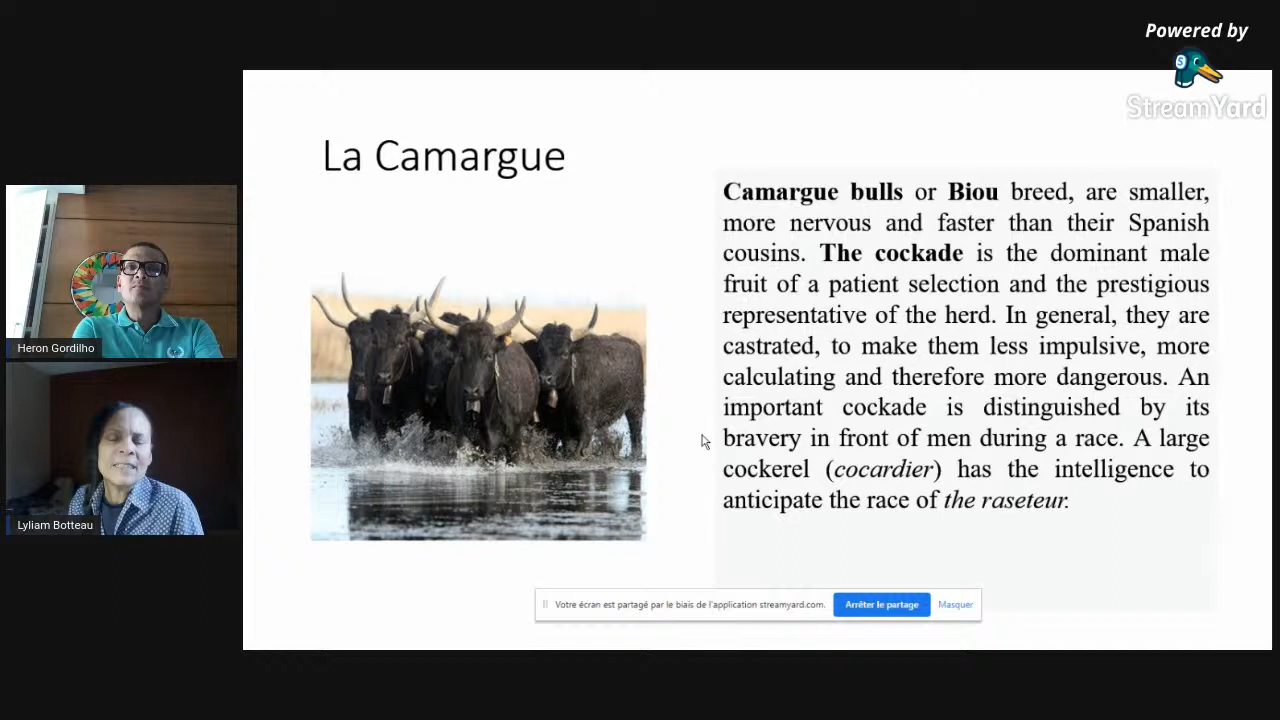 Powered by
StreamYard
La Camargue
Camargue bulls or Biou breed, are smaller,
more nervous and faster than their Spanish
cousins. The cockade is the dominant male
fruit of a patient selection and the prestigious
representative of the herd. In general, they are
castrated, to make them less impulsive, more
calculating and therefore more dangerous. An
important cockade is distinguished by its
bravery in front of men during a race. A large
cockerel (cocardier) has the intelligence to
anticipate the race of the raseteur.
Heron Gordilho
Lyliam Botteau
Votre écran est partagé par le biais de l'application streamyard.com.
Arrêter le partage
Masquer